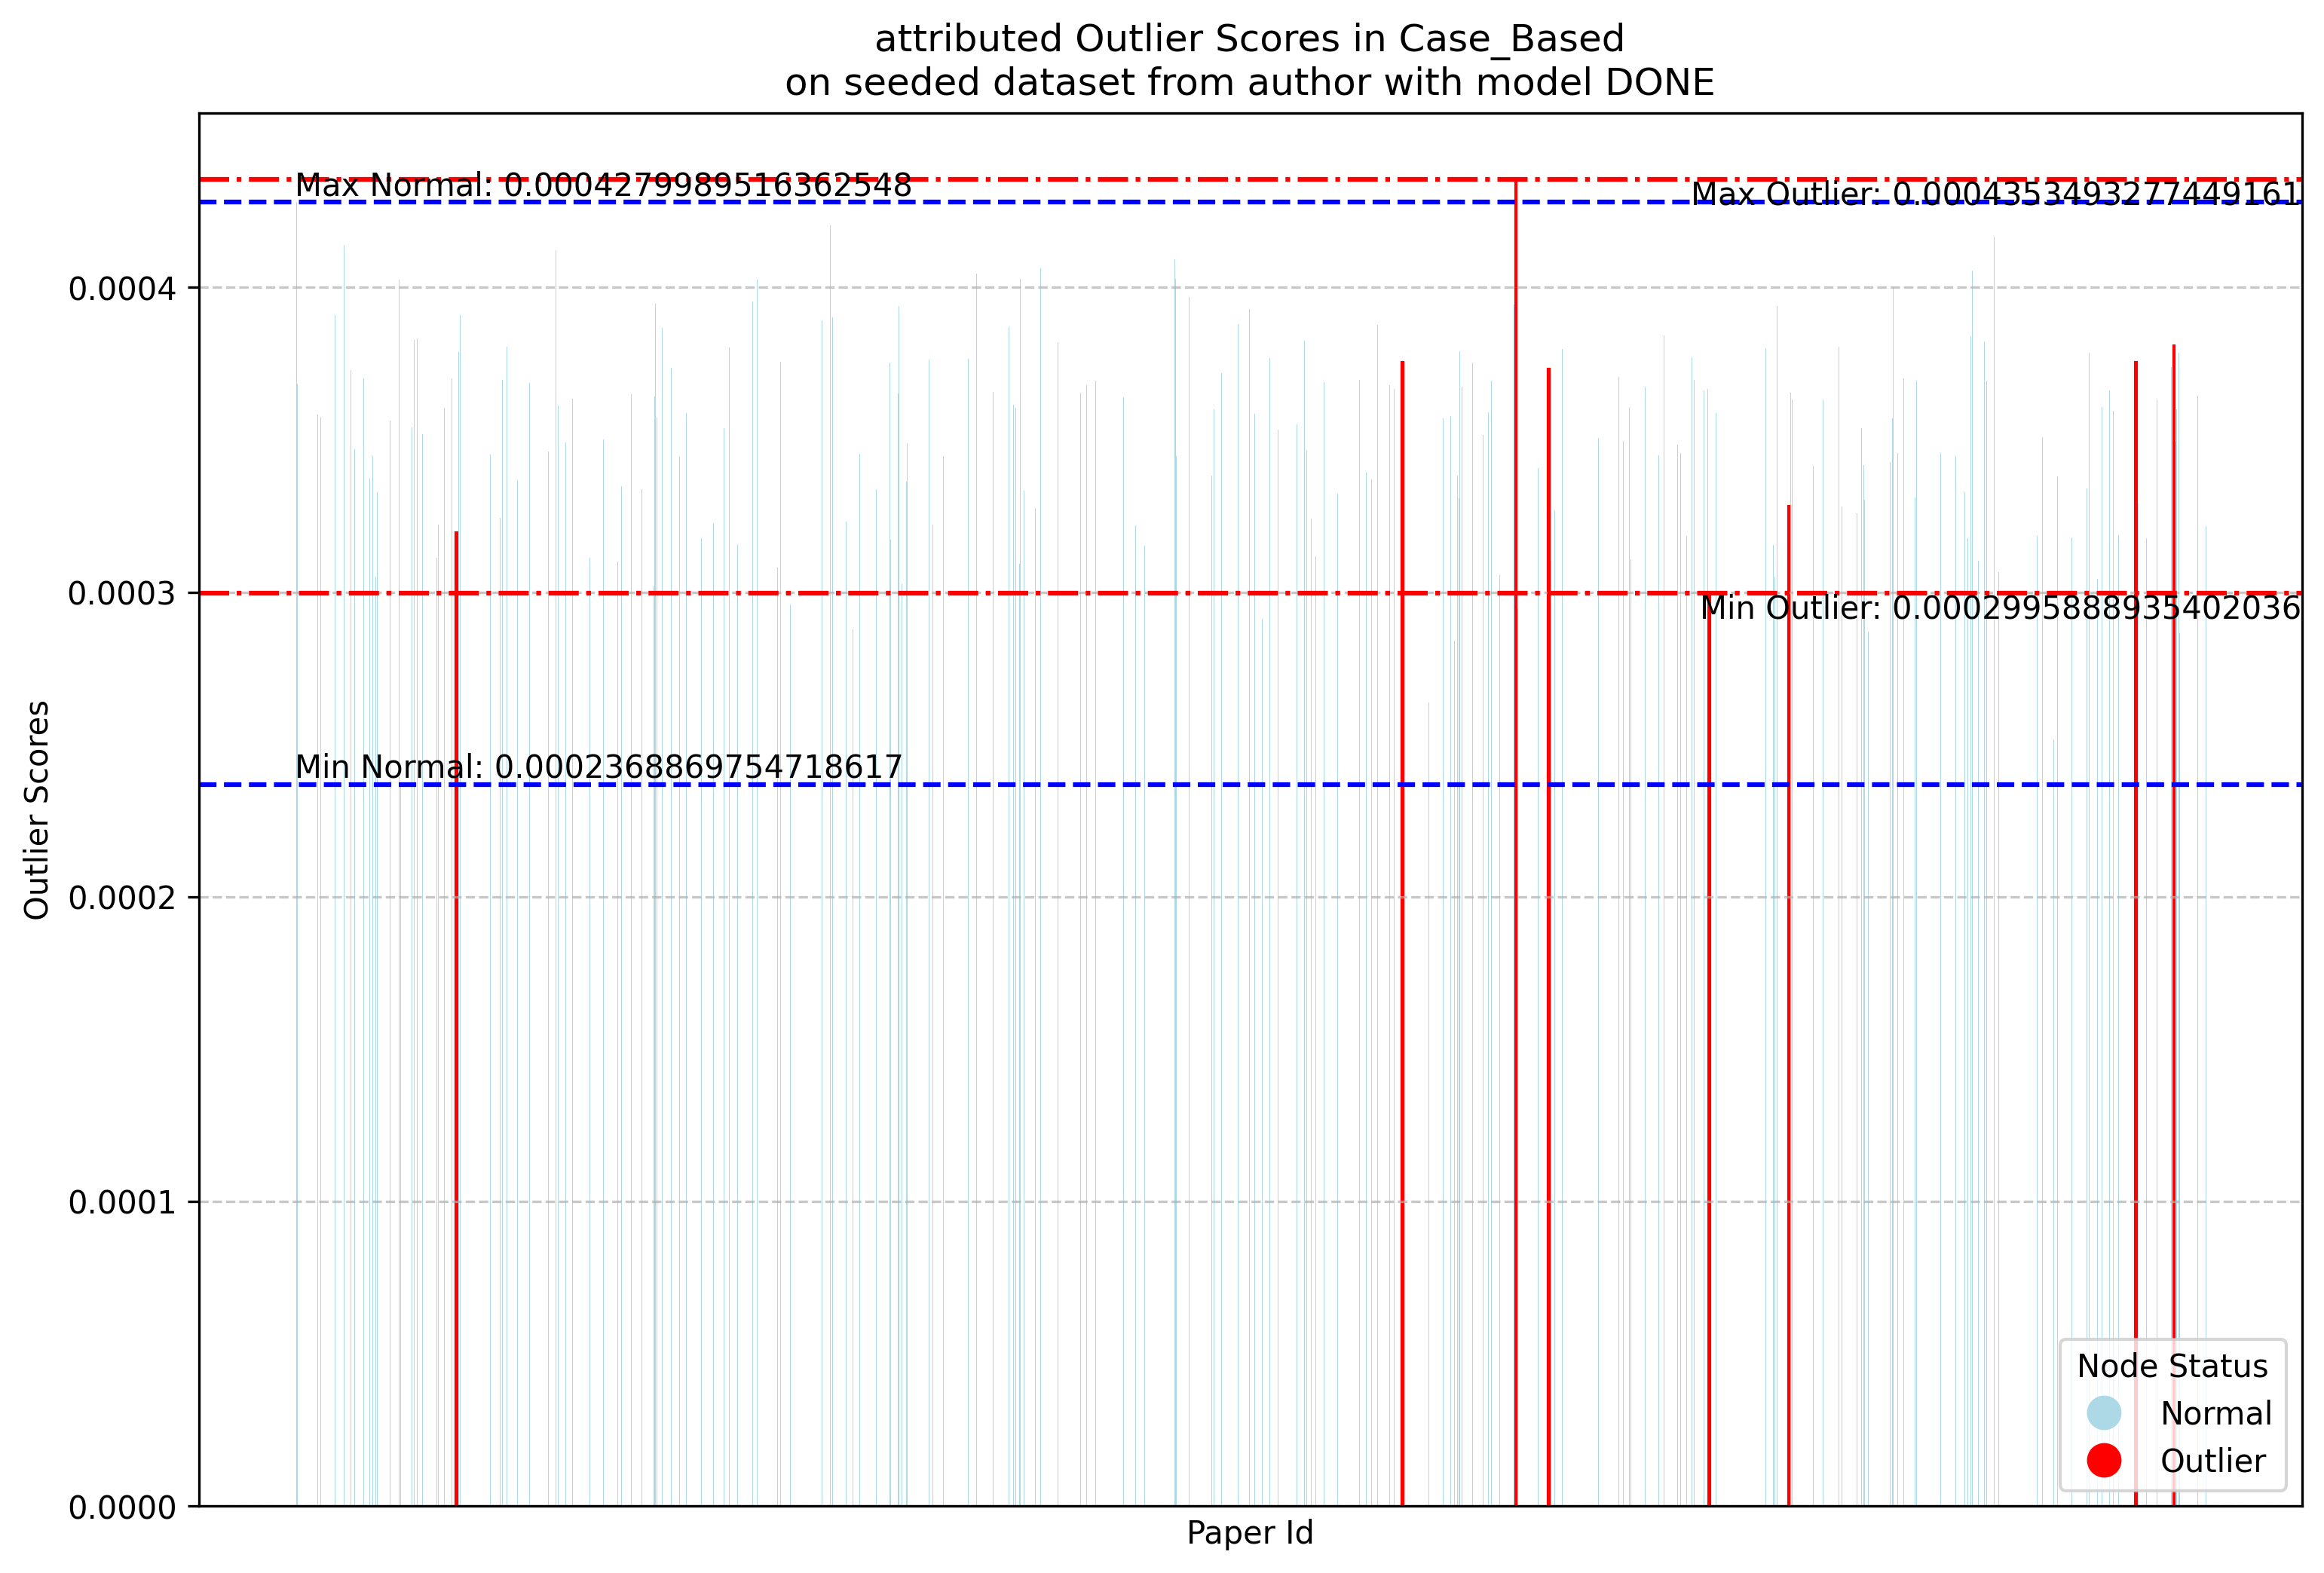 attributed Outlier Scores in Case_Based
on seeded dataset from author with model DONE
Max Normal: 0.0004279989516362548
Max Outlier: 0.0004353493277449161
0.0004
0.0003
Min Outlier: 0.0002995888935402036
Min Normal: 0.0002368869754718617
Outlier Scores
0.0002
0.0001
Node Status
Normal
Outlier
0.0000
Paper Id